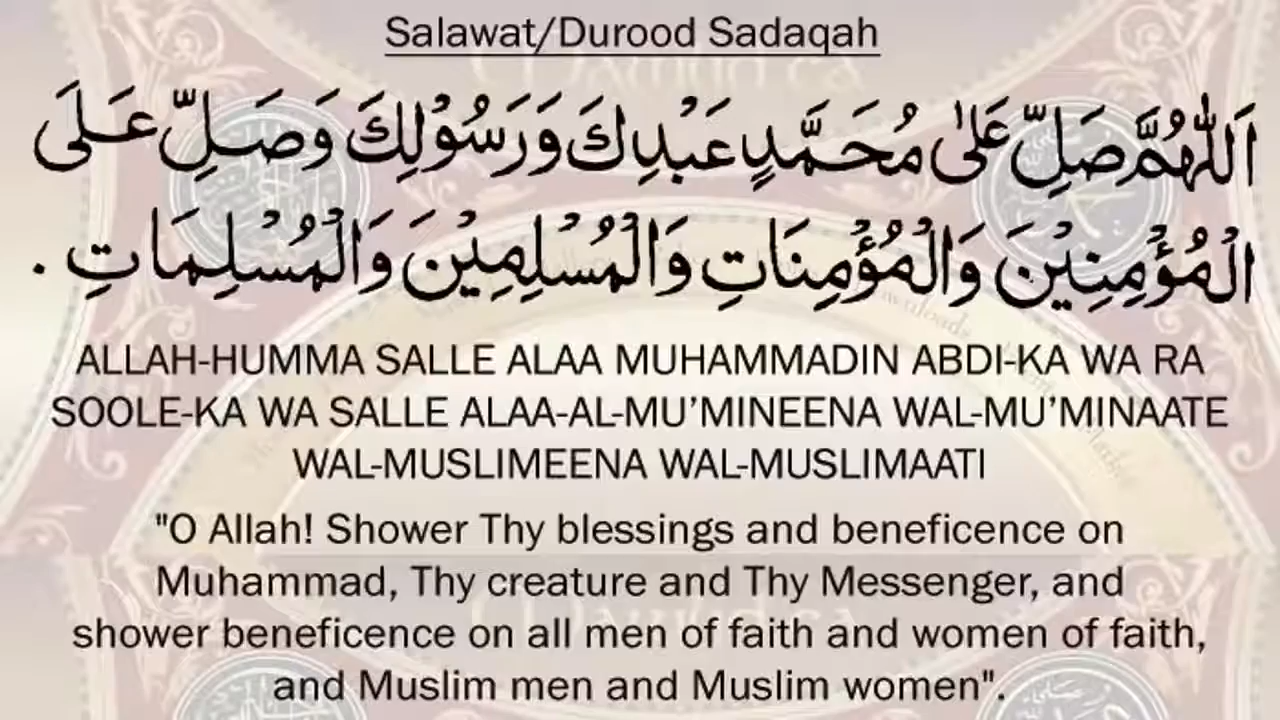 Salawat/Durood Sadaqah
اَللّٰهُمَّ صَلِّ عَلٰى مُحَمَّدٍ عَبْدِكَ وَرَسُوْلِكَ وَصَلِّ عَلَى
الْمُؤْمِنِيْنَ وَالْمُؤْمِنَاتِ وَالْمُسْلِمِيْنَ وَالْمُسْلِمَاتِ .
ALLAH-HUMMA SALLE ALAA MUHAMMADIN ABDI-KA WA RA
SOOLE-KA WA SALLE ALAA-AL-MU’MINEENA WAL-MU’MINAATE
WAL-MUSLIMEENA WAL-MUSLIMAATI
"O Allah! Shower Thy blessings and beneficence on
Muhammad, Thy creature and Thy Messenger, and
shower beneficence on all men of faith and women of faith,
and Muslim men and Muslim women".